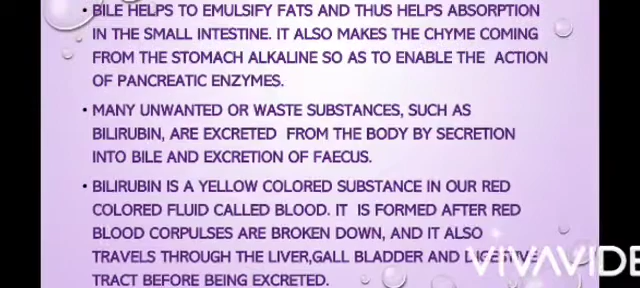 • BILE HELPS TO EMULSIFY FATS AND THUS HELPS ABSORPTION
IN THE SMALL INTESTINE. IT ALSO MAKES THE CHYME COMING
FROM THE STOMACH ALKALINE SO AS TO ENABLE THE ACTION
OF PANCREATIC ENZYMES.
• MANY UNWANTED OR WASTE SUBSTANCES, SUCH AS
BILIRUBIN, ARE EXCRETED FROM THE BODY BY SECRETION
INTO BILE AND EXCRETION OF FAECUS.
• BILIRUBIN IS A YELLOW COLORED SUBSTANCE IN OUR RED
COLORED FLUID CALLED BLOOD. IT IS FORMED AFTER RED
BLOOD CORPULSES ARE BROKEN DOWN, AND IT ALSO
TRAVELS THROUGH THE LIVER,GALL BLADDER AND DIGESTIVE
TRACT BEFORE BEING EXCRETED.
VIVAVIDE